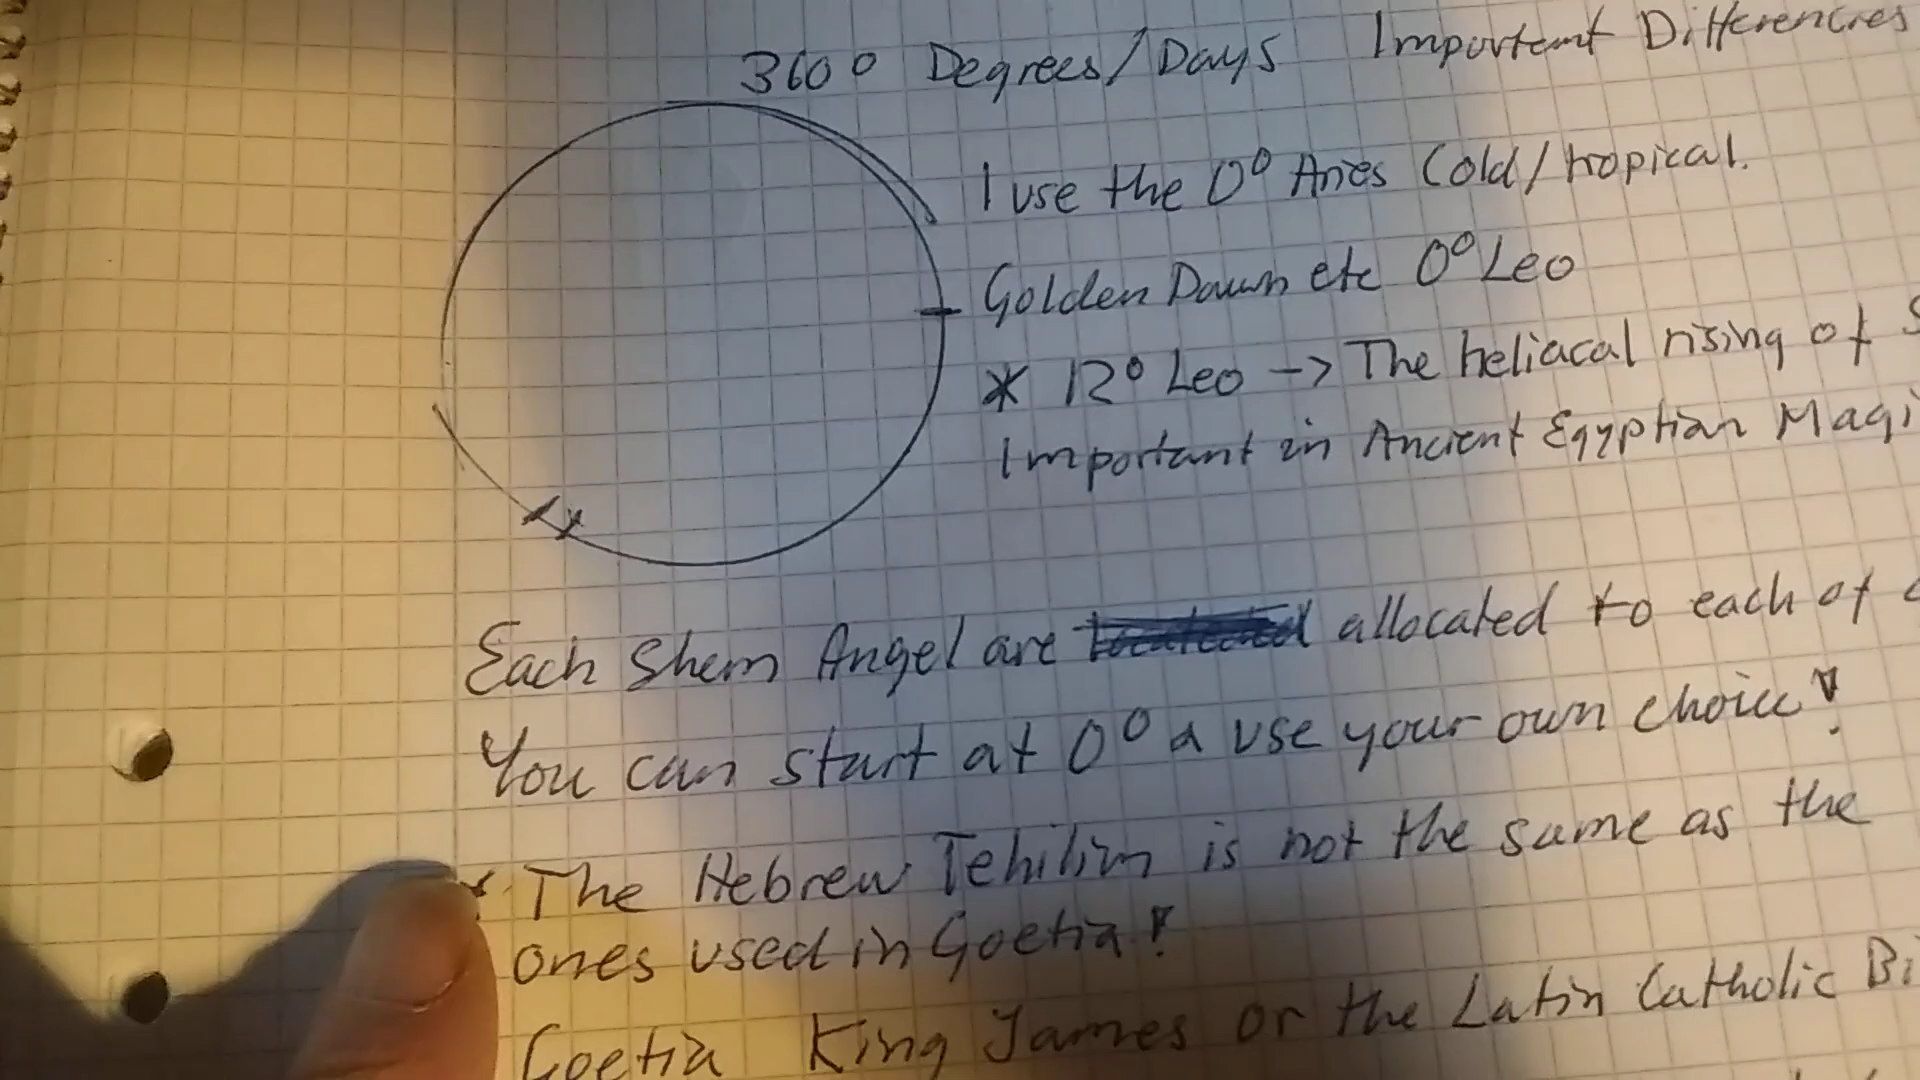 360° Degrees/Days Important Differencies
I use the 0° Aries Cold/tropical.
Golden Dawn etc 0° Leo
* 12° Leo -> The heliacal rising of
Important in Ancient Egyptian
Each Shem Angel are allocated to each of
You can start at 0° a use your own choice!
* The Hebrew Tehilim is not the same as the
ones used in Goetia!
Goetia King James or the Latin Catholic